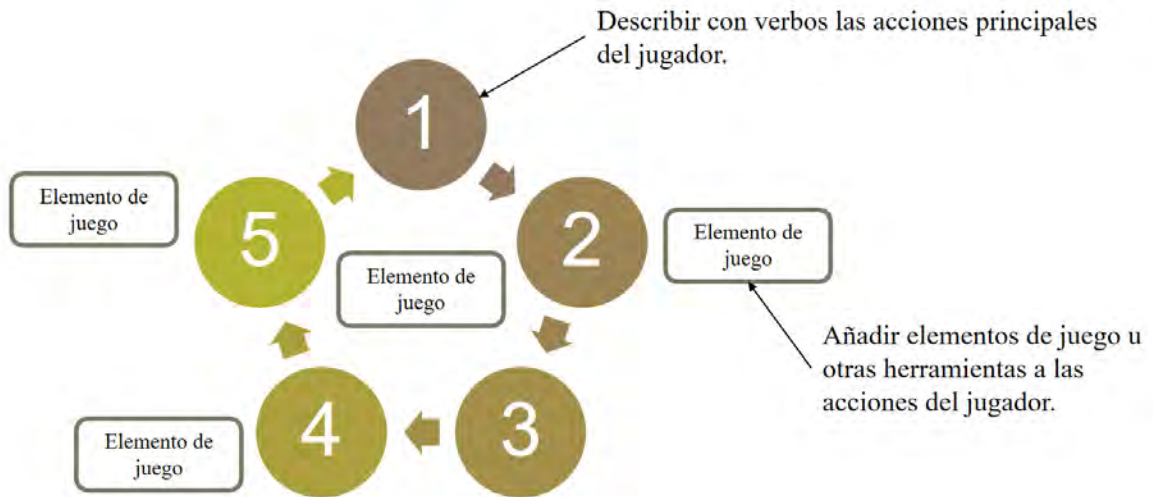 Describir con verbos las acciones principales
del jugador.
1
Elemento de
juego
5
2
Elemento de
juego
Elemento de
juego
Añadir elementos de juego u
otras herramientas a las
acciones del jugador.
4
3
Elemento de
juego